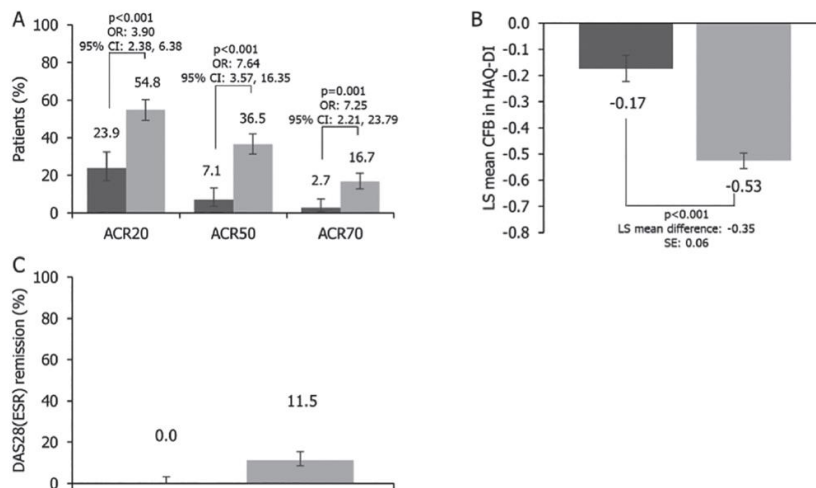 A
Patients (%)
100
80
60
40
20
0
p<0.001
OR: 3.90
95% CI: 2.38, 6.38
23.9
54.8
p<0.001
OR: 7.64
95% CI: 3.57, 16.35
7.1
36.5
p=0.001
OR: 7.25
95% CI: 2.21, 23.79
2.7
16.7
ACR20
ACR50
ACR70
B
LS mean CFB in HAQ-DI
0.0
-0.1
-0.2
-0.3
-0.4
-0.5
-0.6
-0.7
-0.8
-0.17
-0.53
p<0.001
LS mean difference: -0.35
SE: 0.06
C
DAS28(ESR) remission (%)
100
80
60
40
20
0
0.0
11.5